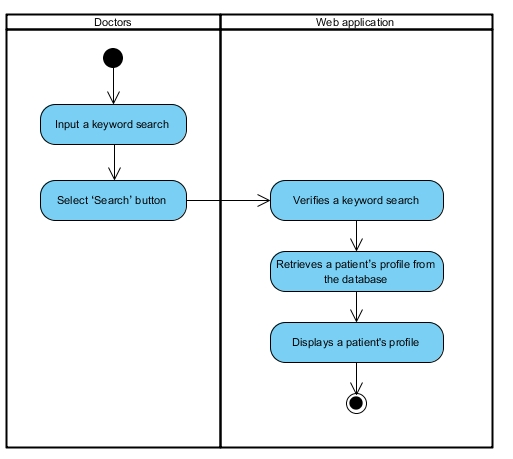 Doctors
Web application
Input a keyword search
Select ‘Search’ button
Verifies a keyword search
Retrieves a patient’s profile from
the database
Displays a patient's profile